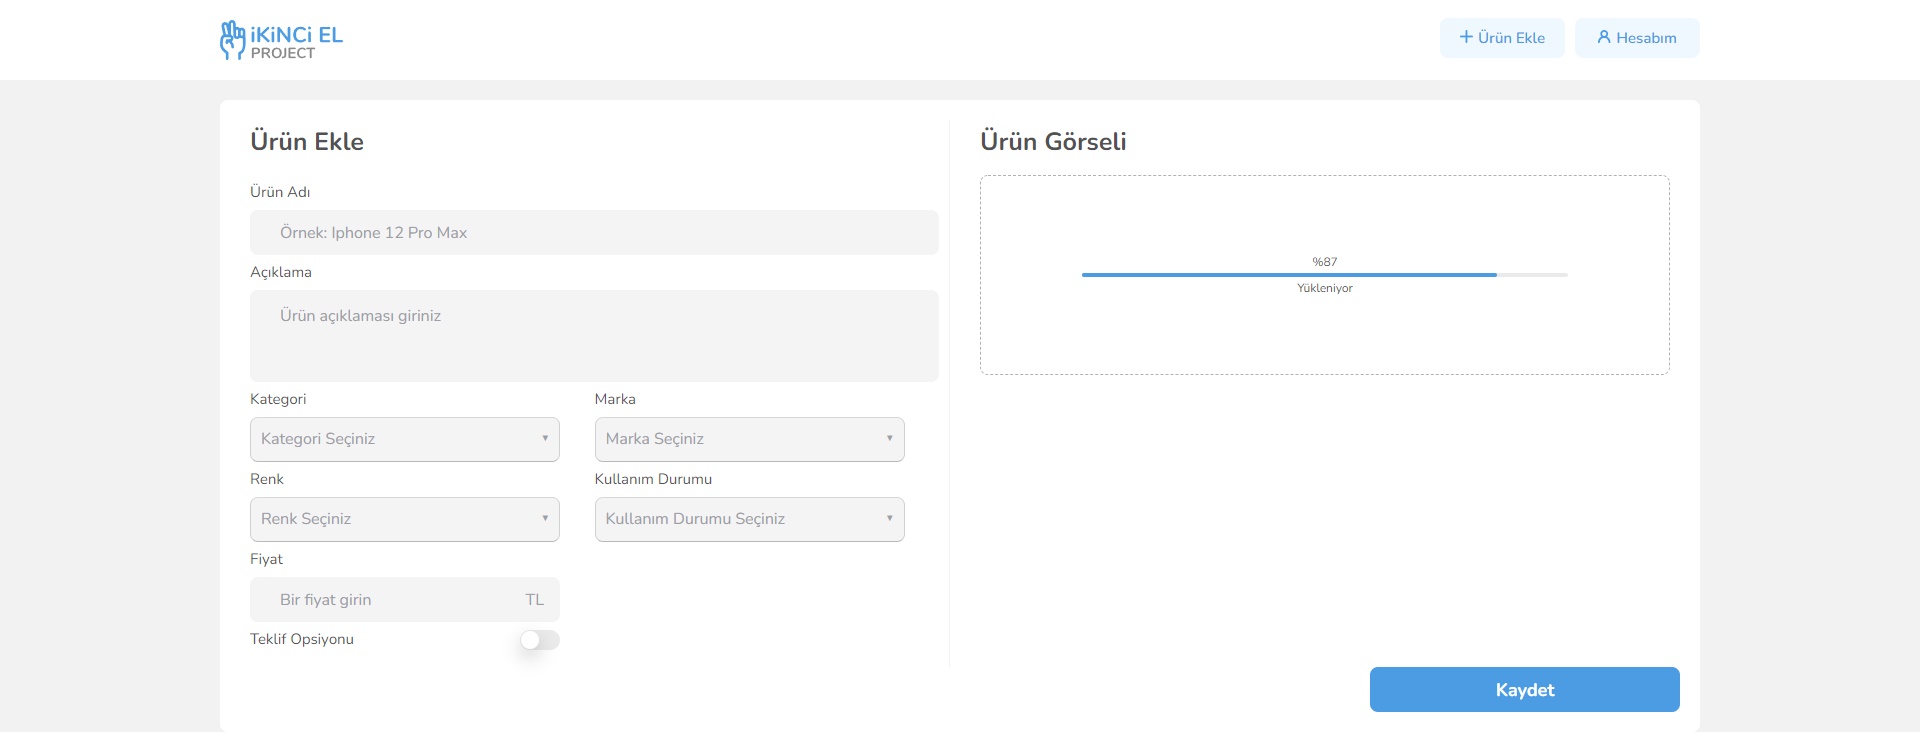 iKiNCi EL
PROJECT
Ürün Ekle
Hesabım
Ürün Ekle
Ürün Adı
Örnek: Iphone 12 Pro Max
Açıklama
Ürün açıklaması giriniz
Kategori
Marka
Kategori Seçiniz
Marka Seçiniz
Renk
Kullanım Durumu
Renk Seçiniz
Kullanım Durumu Seçiniz
Fiyat
Bir fiyat girin TL
Teklif Opsiyonu
Ürün Görseli
%87
Yükleniyor
Kaydet